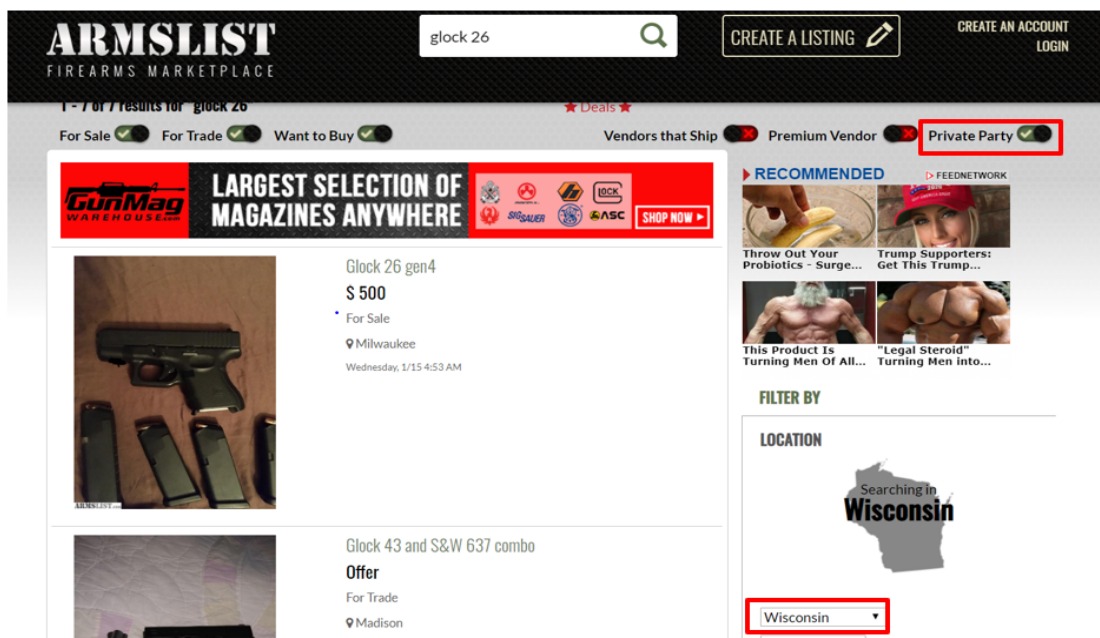 ARMSLIST
FIREARMS MARKETPLACE
glock 26
CREATE A LISTING
CREATE AN ACCOUNT
LOGIN
1 - 7 of 7 results for "glock 26"
★ Deals ★
For Sale
For Trade
Want to Buy
Vendors that Ship
Premium Vendor
Private Party
GunMag
WAREHOUSE.com
LARGEST SELECTION OF
MAGAZINES ANYWHERE
GLOCK
SIG SAUER
ASC
SHOP NOW
RECOMMENDED
FEEDNETWORK
Throw Out Your
Probiotics - Surge...
Trump Supporters:
Get This Trump...
This Product Is
Turning Men Of All...
"Legal Steroid"
Turning Men into...
Glock 26 gen4
$ 500
For Sale
Milwaukee
Wednesday, 1/15 4:53 AM
ARMSLIST
Glock 43 and S&W 637 combo
Offer
For Trade
Madison
FILTER BY
LOCATION
Searching in
Wisconsin
Wisconsin